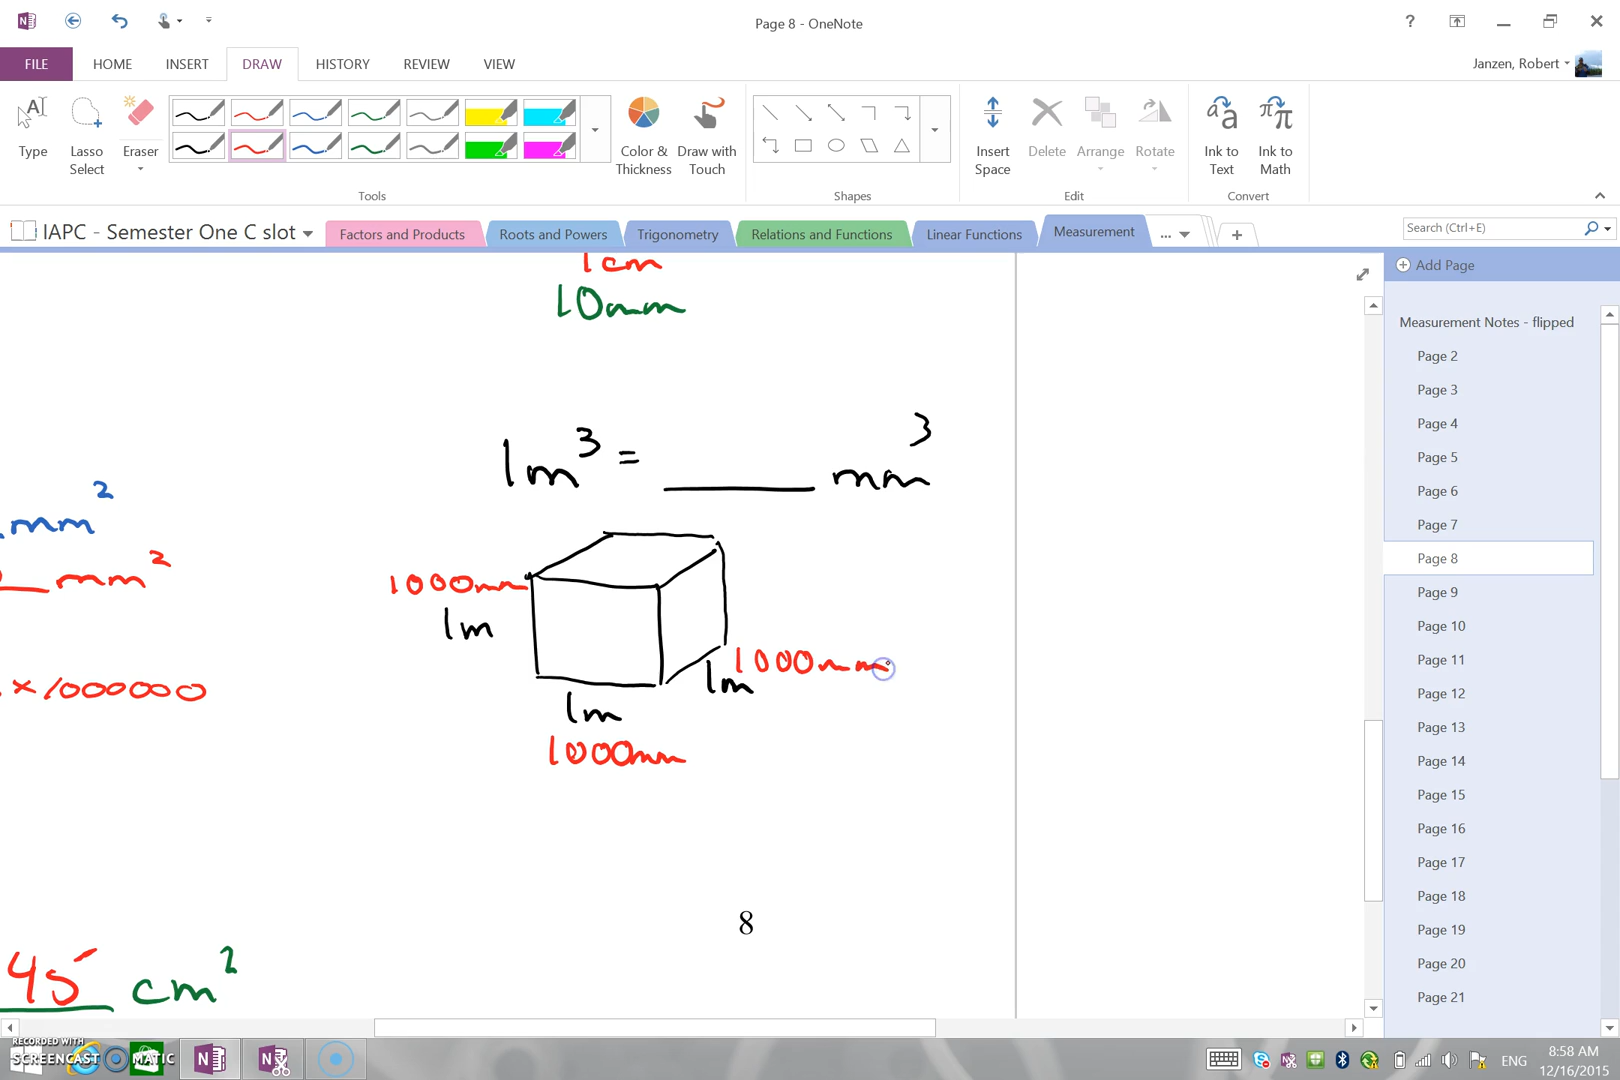 Page 8 - OneNote
?
FILE
HOME
INSERT
DRAW
HISTORY
REVIEW
VIEW
Janzen, Robert
Type
Lasso Select
Eraser
Color & Thickness
Draw with Touch
Insert Space
Delete
Arrange
Rotate
Ink to Text
Ink to Math
Tools
Shapes
Edit
Convert
IAPC - Semester One C slot
Factors and Products
Roots and Powers
Trigonometry
Relations and Functions
Linear Functions
Measurement
...
Search (Ctrl+E)
Add Page
Measurement Notes - flipped
Page 2
Page 3
Page 4
Page 5
Page 6
Page 7
Page 8
Page 9
Page 10
Page 11
Page 12
Page 13
Page 14
Page 15
Page 16
Page 17
Page 18
Page 19
Page 20
Page 21
1cm
10mm
1m³ = ______ mm³
mm²
mm²
x 1000000
1000mm
1m
1000mm
1m
1m
1000mm
8
45 cm²
RECORDED WITH
SCREENCAST MATIC
ENG
8:58 AM
12/16/2015